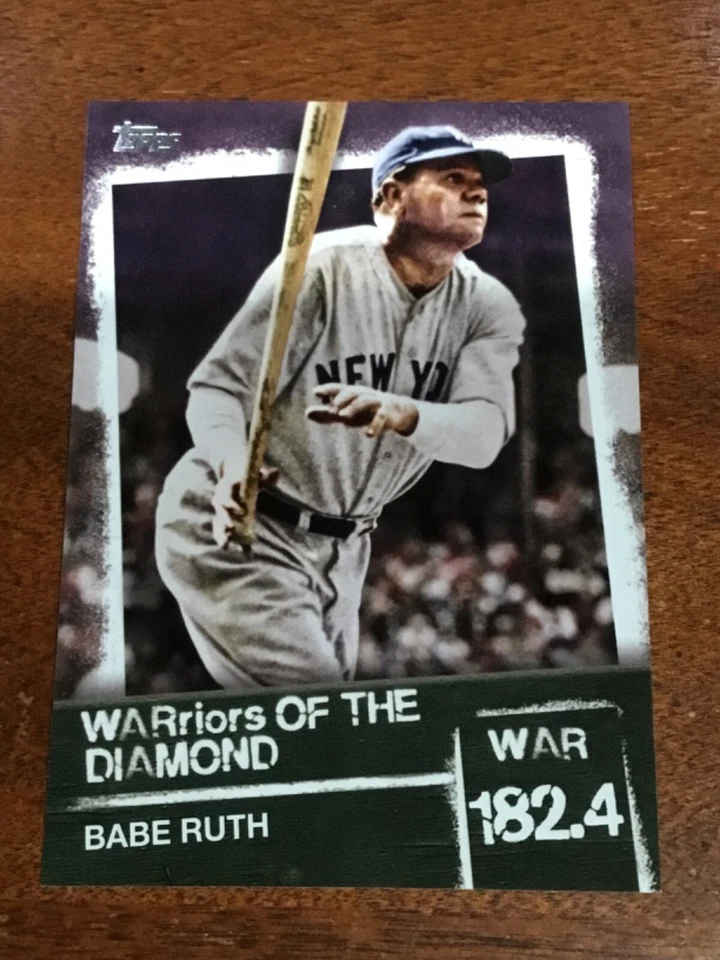 Topps
NEW YO
WARriors OF THE
DIAMOND
BABE RUTH
WAR
182.4